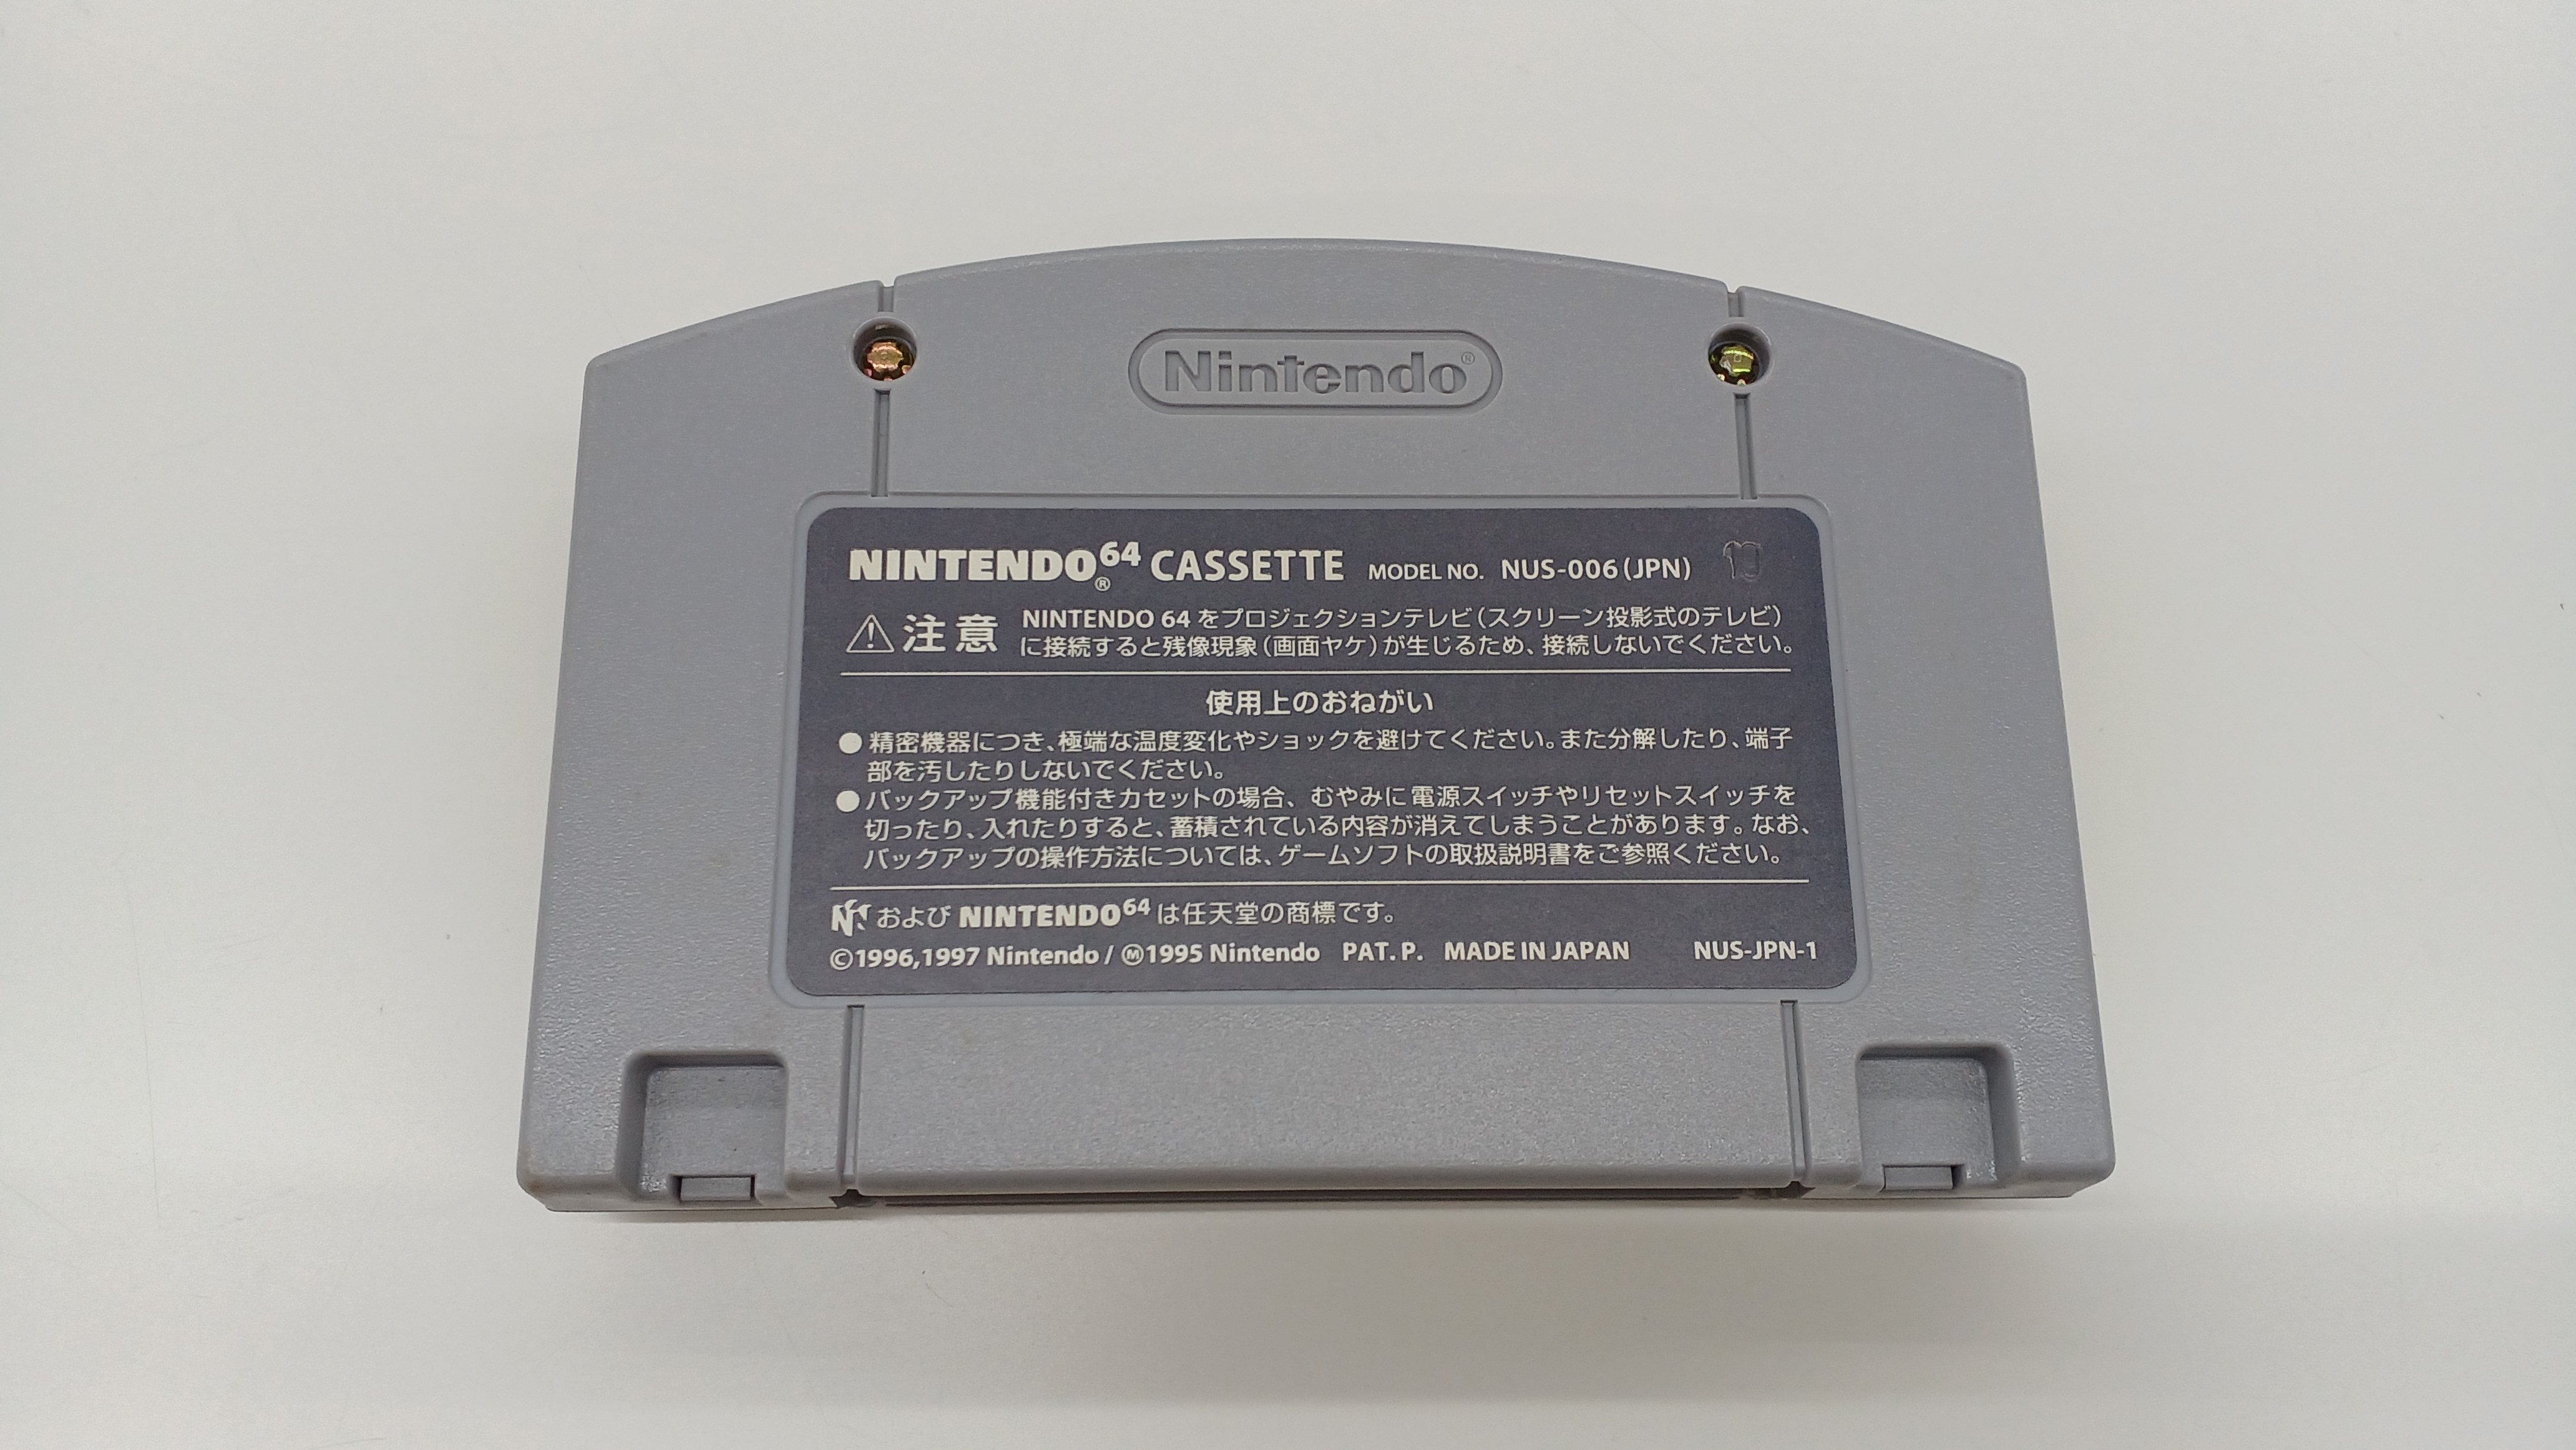 Nintendo®
NINTENDO64® CASSETTE MODEL NO. NUS-006(JPN) 10
⚠注意 NINTENDO 64 をプロジェクションテレビ(スクリーン投影式のテレビ)
に接続すると残像現象(画面ヤケ)が生じるため、接続しないでください。
使用上のおねがい
●精密機器につき、極端な温度変化やショックを避けてください。また分解したり、端子
部を汚したりしないでください。
●バックアップ機能付きカセットの場合、むやみに電源スイッチやリセットスイッチを
切ったり、入れたりすると、蓄積されている内容が消えてしまうことがあります。なお、
バックアップの操作方法については、ゲームソフトの取扱説明書をご参照ください。
および NINTENDO64 は任天堂の商標です。
©1996,1997 Nintendo / Ⓜ1995 Nintendo PAT. P. MADE IN JAPAN NUS-JPN-1